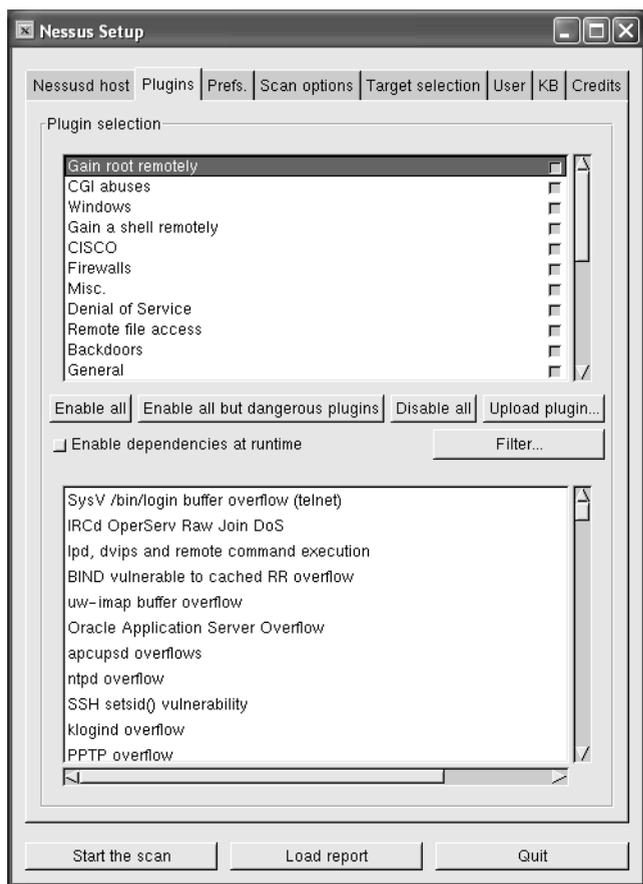 Nessus Setup
Nessusd host Plugins Prefs. Scan options Target selection User KB Credits
Plugin selection
Gain root remotely
CGI abuses
Windows
Gain a shell remotely
CISCO
Firewalls
Misc.
Denial of Service
Remote file access
Backdoors
General
Enable all Enable all but dangerous plugins Disable all Upload plugin...
Enable dependencies at runtime Filter...
SysV /bin/login buffer overflow (telnet)
IRCd OperServ Raw Join DoS
lpd, dvips and remote command execution
BIND vulnerable to cached RR overflow
uw-imap buffer overflow
Oracle Application Server Overflow
apcupsd overflows
ntpd overflow
SSH setsid() vulnerability
klogind overflow
PPTP overflow
Start the scan Load report Quit